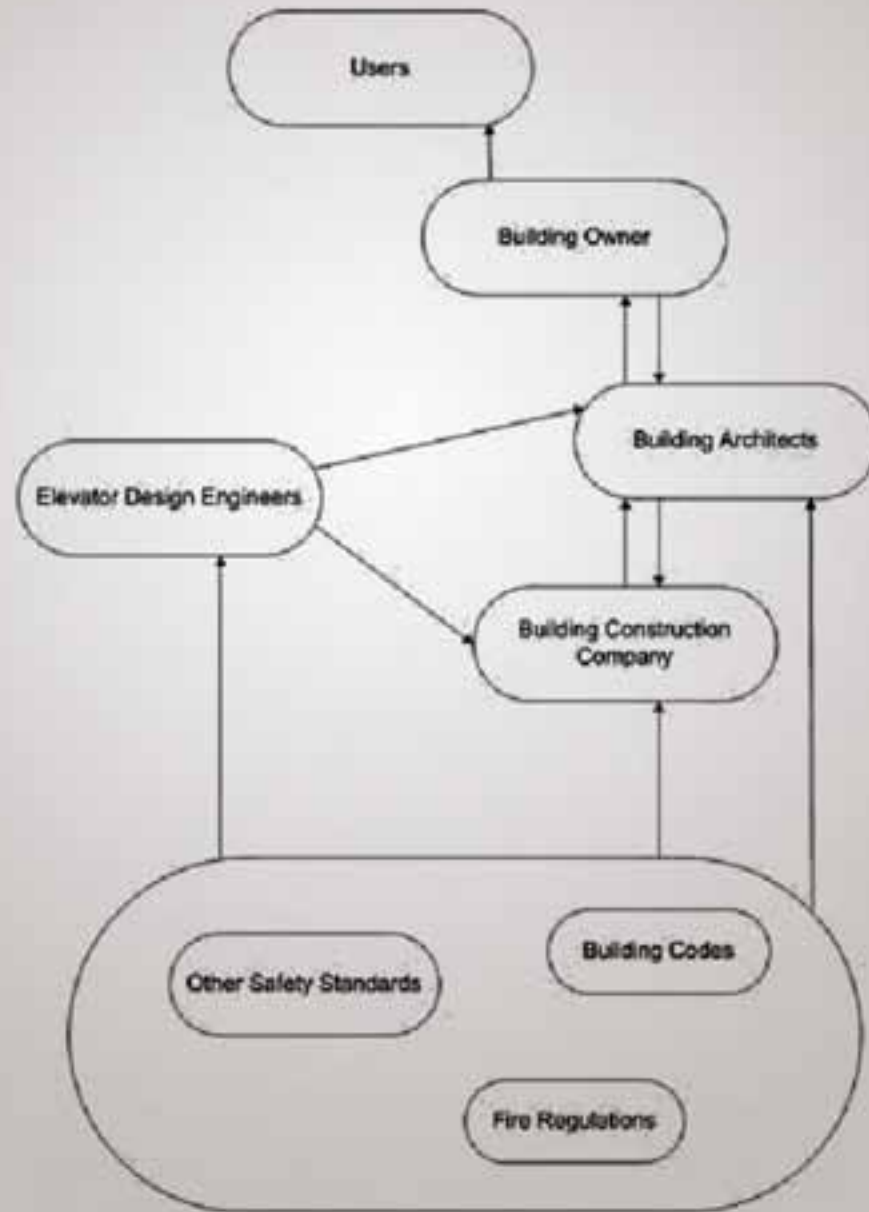 Users
Building Owner
Building Architects
Elevator Design Engineers
Building Construction
Company
Other Safety Standards
Building Codes
Fire Regulations